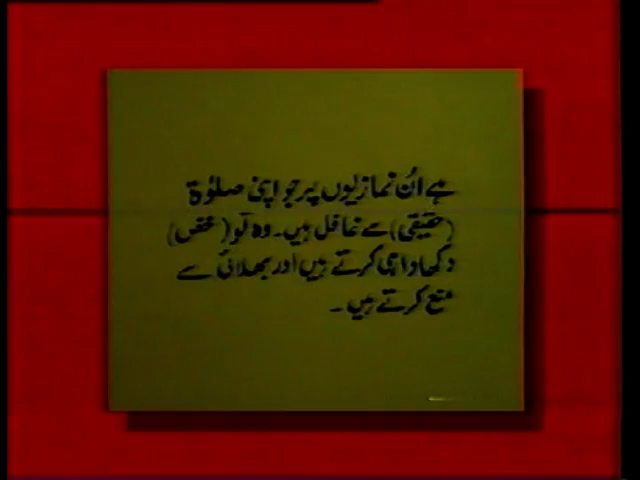 ہے اُن نمازیوں پر جو اپنی صلوٰۃ
(حقیقی) سے غافل ہیں۔ وہ تو (محض)
دکھاوا ہی کرتے ہیں اور بھلائی سے
منع کرتے ہیں۔